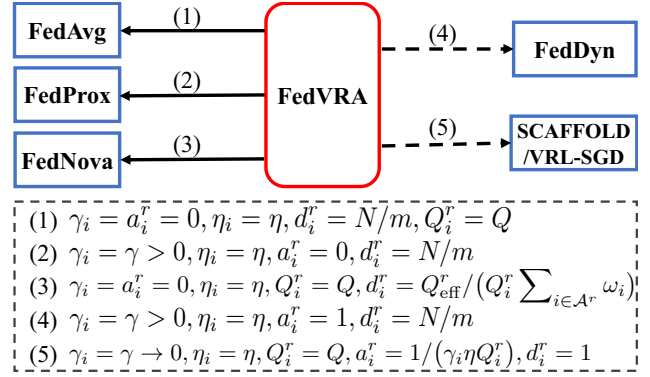 FedAvg (1) (4) FedDyn
FedProx (2) FedVRA
FedNova (3) (5) SCAFFOLD
/VRL-SGD
(1) $\gamma_i = a_i^r = 0, \eta_i = \eta, d_i^r = N/m, Q_i^r = Q$
(2) $\gamma_i = \gamma > 0, \eta_i = \eta, a_i^r = 0, d_i^r = N/m$
(3) $\gamma_i = a_i^r = 0, \eta_i = \eta, Q_i^r = Q, d_i^r = Q_{\text{eff}}^r/(Q_i^r \sum_{i \in \mathcal{A}^r} \omega_i)$
(4) $\gamma_i = \gamma > 0, \eta_i = \eta, a_i^r = 1, d_i^r = N/m$
(5) $\gamma_i = \gamma \to 0, \eta_i = \eta, Q_i^r = Q, a_i^r = 1/(\gamma_i \eta Q_i^r), d_i^r = 1$